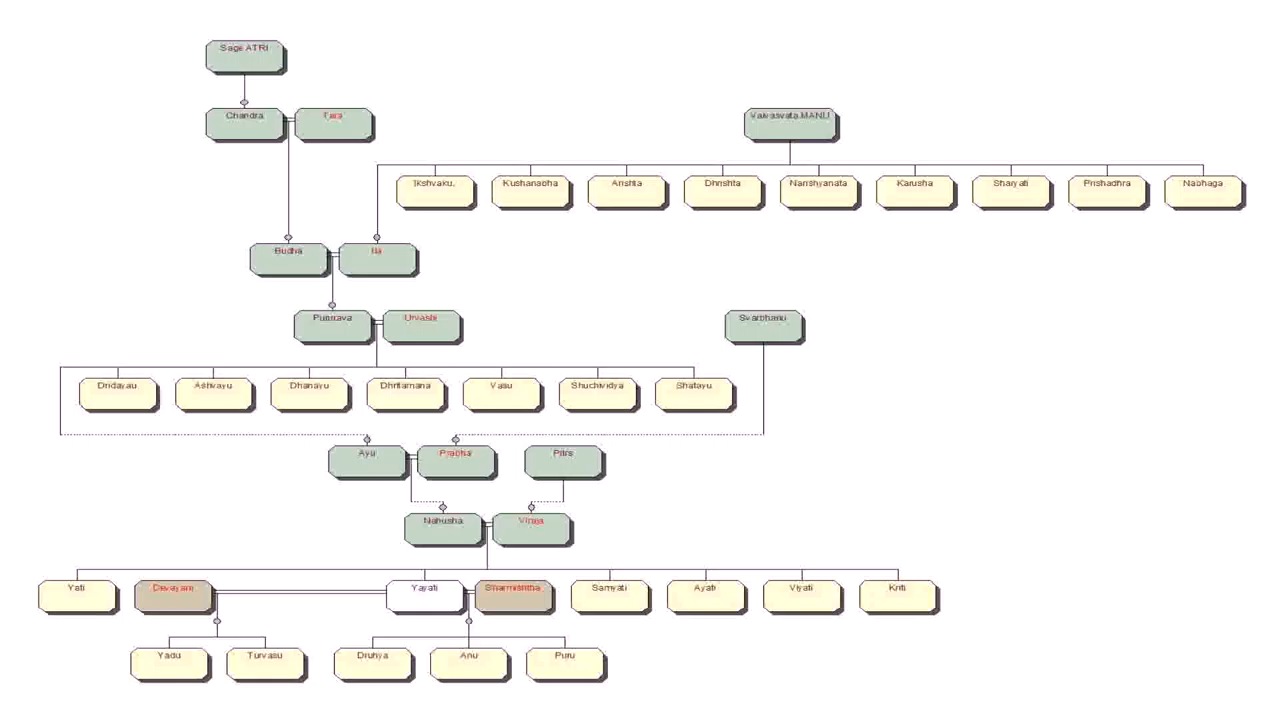 Sage ATRI
Chandra
Tara
Vaivasvata MANU
Ikshvaku,
Kushanabha
Arishta
Dhrishta
Narishyanata
Karusha
Sharyati
Prishadhra
Nabhaga
Budha
Ila
Pururava
Urvashi
Svarbhanu
Dridayau
Ashvayu
Dhanayu
Dhritamana
Vasu
Shuchividya
Shatayu
Ayu
Prabha
Pitrs
Nahusha
Viraja
Yati
Devayani
Yayati
Sharmishtha
Samyati
Ayati
Viyati
Kriti
Yadu
Turvasu
Druhya
Anu
Puru